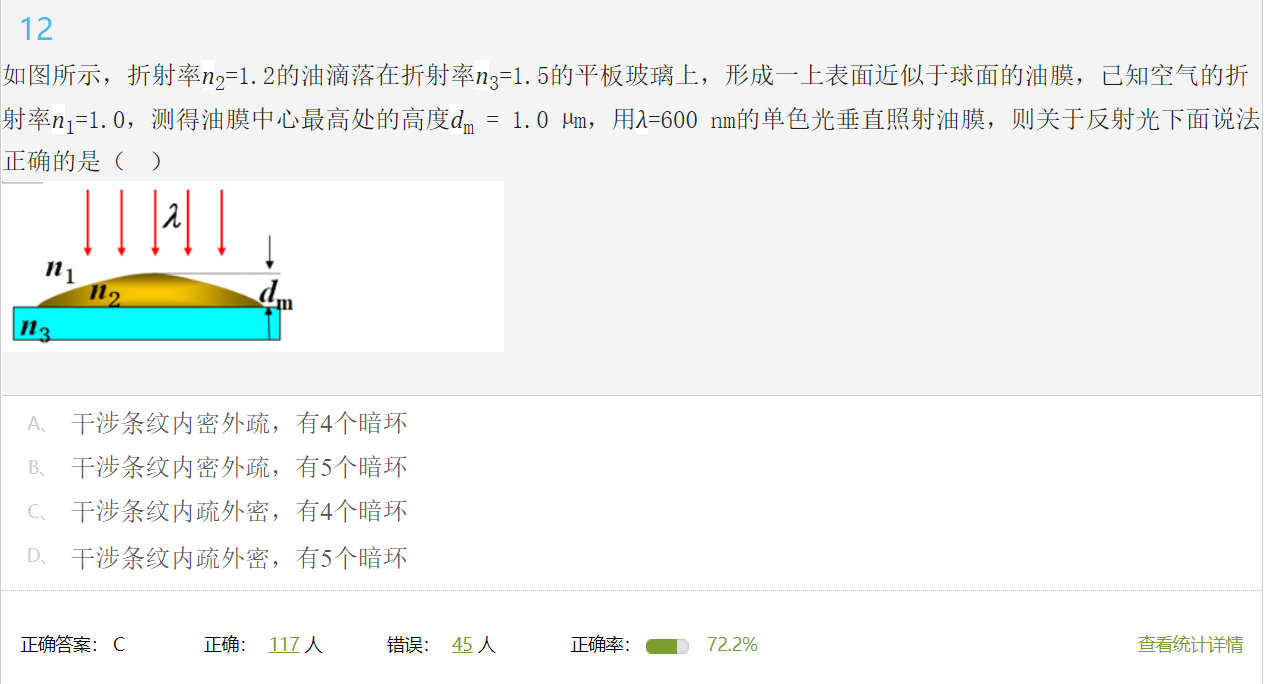 12
如图所示，折射率n₂=1.2的油滴落在折射率n₃=1.5的平板玻璃上，形成一上表面近似于球面的油膜，已知空气的折
射率n₁=1.0，测得油膜中心最高处的高度dₘ = 1.0 μm，用λ=600 nm的单色光垂直照射油膜，则关于反射光下面说法
正确的是（ ）
λ
n₁
n₂
dₘ
n₃
A、 干涉条纹内密外疏，有4个暗环
B、 干涉条纹内密外疏，有5个暗环
C、 干涉条纹内疏外密，有4个暗环
D、 干涉条纹内疏外密，有5个暗环
正确答案： C 正确： 117 人 错误： 45 人 正确率： 72.2% 查看统计详情